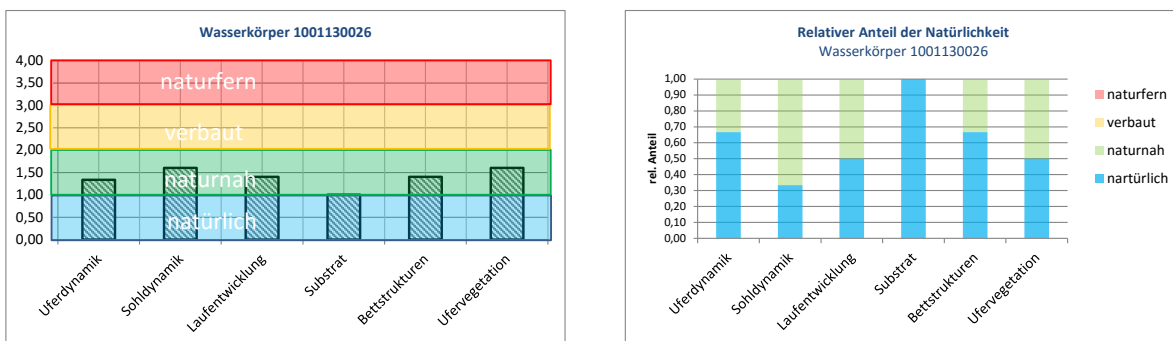 Wasserkörper 1001130026
4,00
3,50
3,00
2,50
2,00
1,50
1,00
0,50
0,00
naturfern
verbaut
naturnah
natürlich
Uferdynamik
Sohldynamik
Laufentwicklung
Substrat
Bettstrukturen
Ufervegetation
Relativer Anteil der Natürlichkeit
Wasserkörper 1001130026
rel. Anteil
1,00
0,90
0,80
0,70
0,60
0,50
0,40
0,30
0,20
0,10
0,00
Uferdynamik
Sohldynamik
Laufentwicklung
Substrat
Bettstrukturen
Ufervegetation
naturfern
verbaut
naturnah
nartürlich